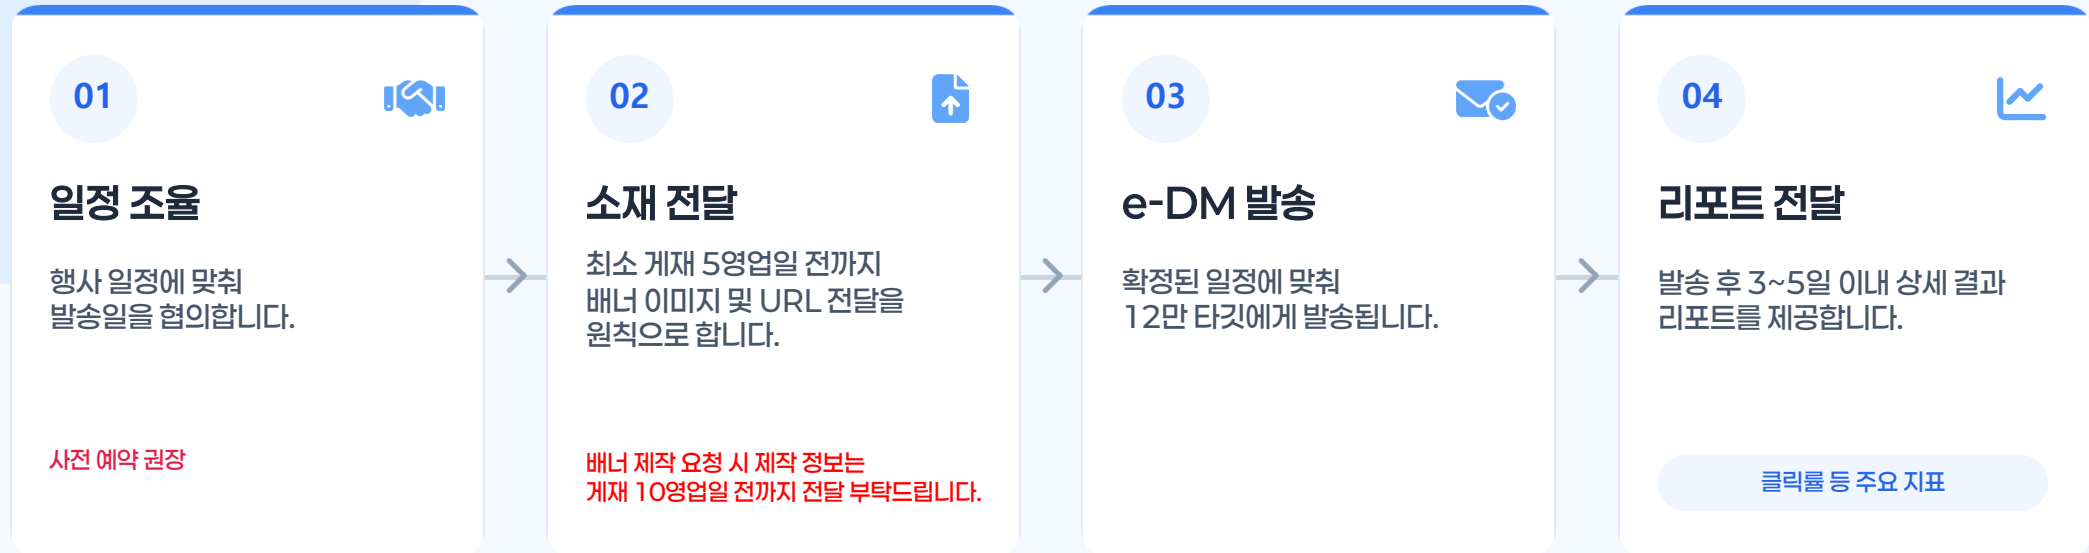 01
일정 조율
행사 일정에 맞춰
발송일을 협의합니다.
사전 예약 권장
02
소재 전달
최소 게재 5영업일 전까지
배너 이미지 및 URL 전달을
원칙으로 합니다.
배너 제작 요청 시 제작 정보는
게재 10영업일 전까지 전달 부탁드립니다.
03
e-DM 발송
확정된 일정에 맞춰
12만 타깃에게 발송됩니다.
04
리포트 전달
발송 후 3~5일 이내 상세 결과
리포트를 제공합니다.
클릭률 등 주요 지표